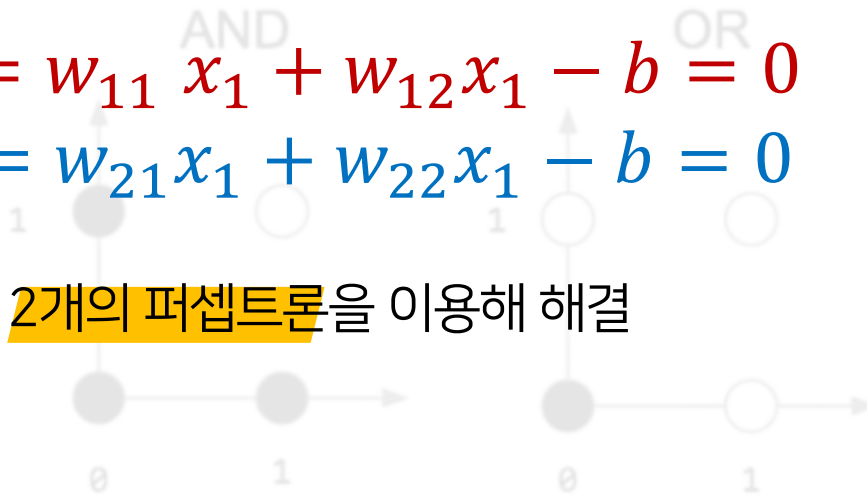 AND OR
= w₁₁ x₁ + w₁₂x₁ − b = 0
= w₂₁x₁ + w₂₂x₁ − b = 0
1 1
2개의 퍼셉트론을 이용해 해결
0 1 0 1